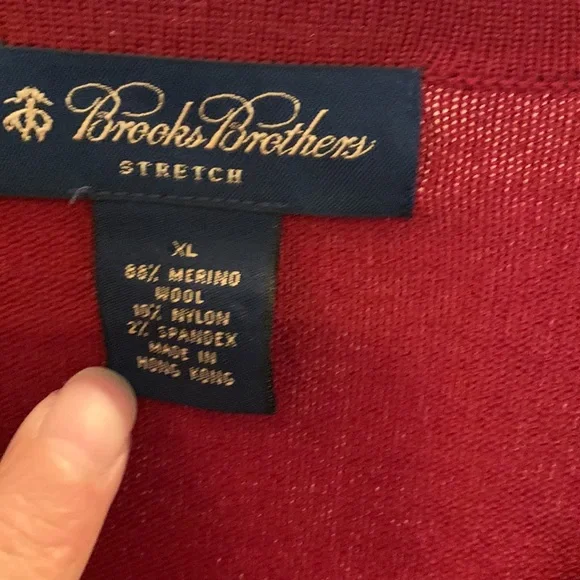 Brooks Brothers
STRETCH
XL
88% MERINO
WOOL
10% NYLON
2% SPANDEX
MADE IN
HONG KONG